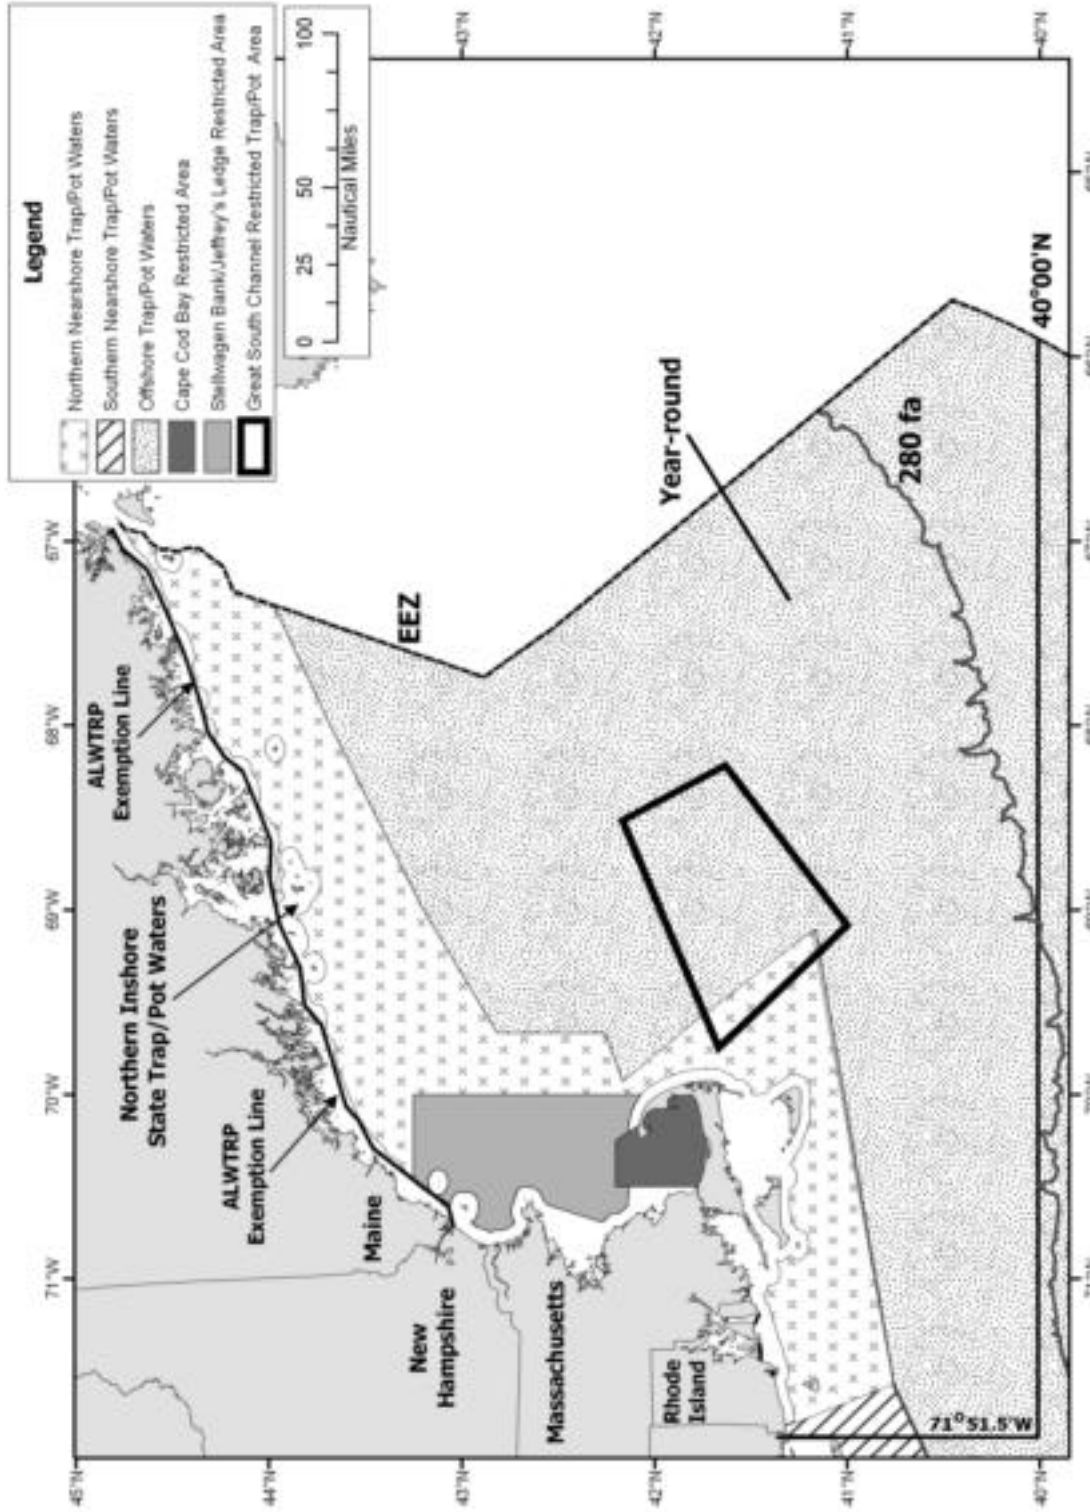 Legend
Northern Nearshore Trap/Pot Waters
Southern Nearshore Trap/Pot Waters
Offshore Trap/Pot Waters
Cape Cod Bay Restricted Area
Stellwagen Bank/Jeffrey's Ledge Restricted Area
Great South Channel Restricted Trap/Pot Area
0 25 50 100
Nautical Miles
71°W
70°W
69°W
68°W
67°W
45°N
44°N
43°N
42°N
41°N
40°N
43°N
42°N
41°N
40°N
ALWTRP
Exemption Line
Northern Inshore
State Trap/Pot Waters
ALWTRP
Exemption Line
Maine
New
Hampshire
Massachusetts
Rhode
Island
EEZ
Year-round
280 fa
40°00'N
71°51.5'W